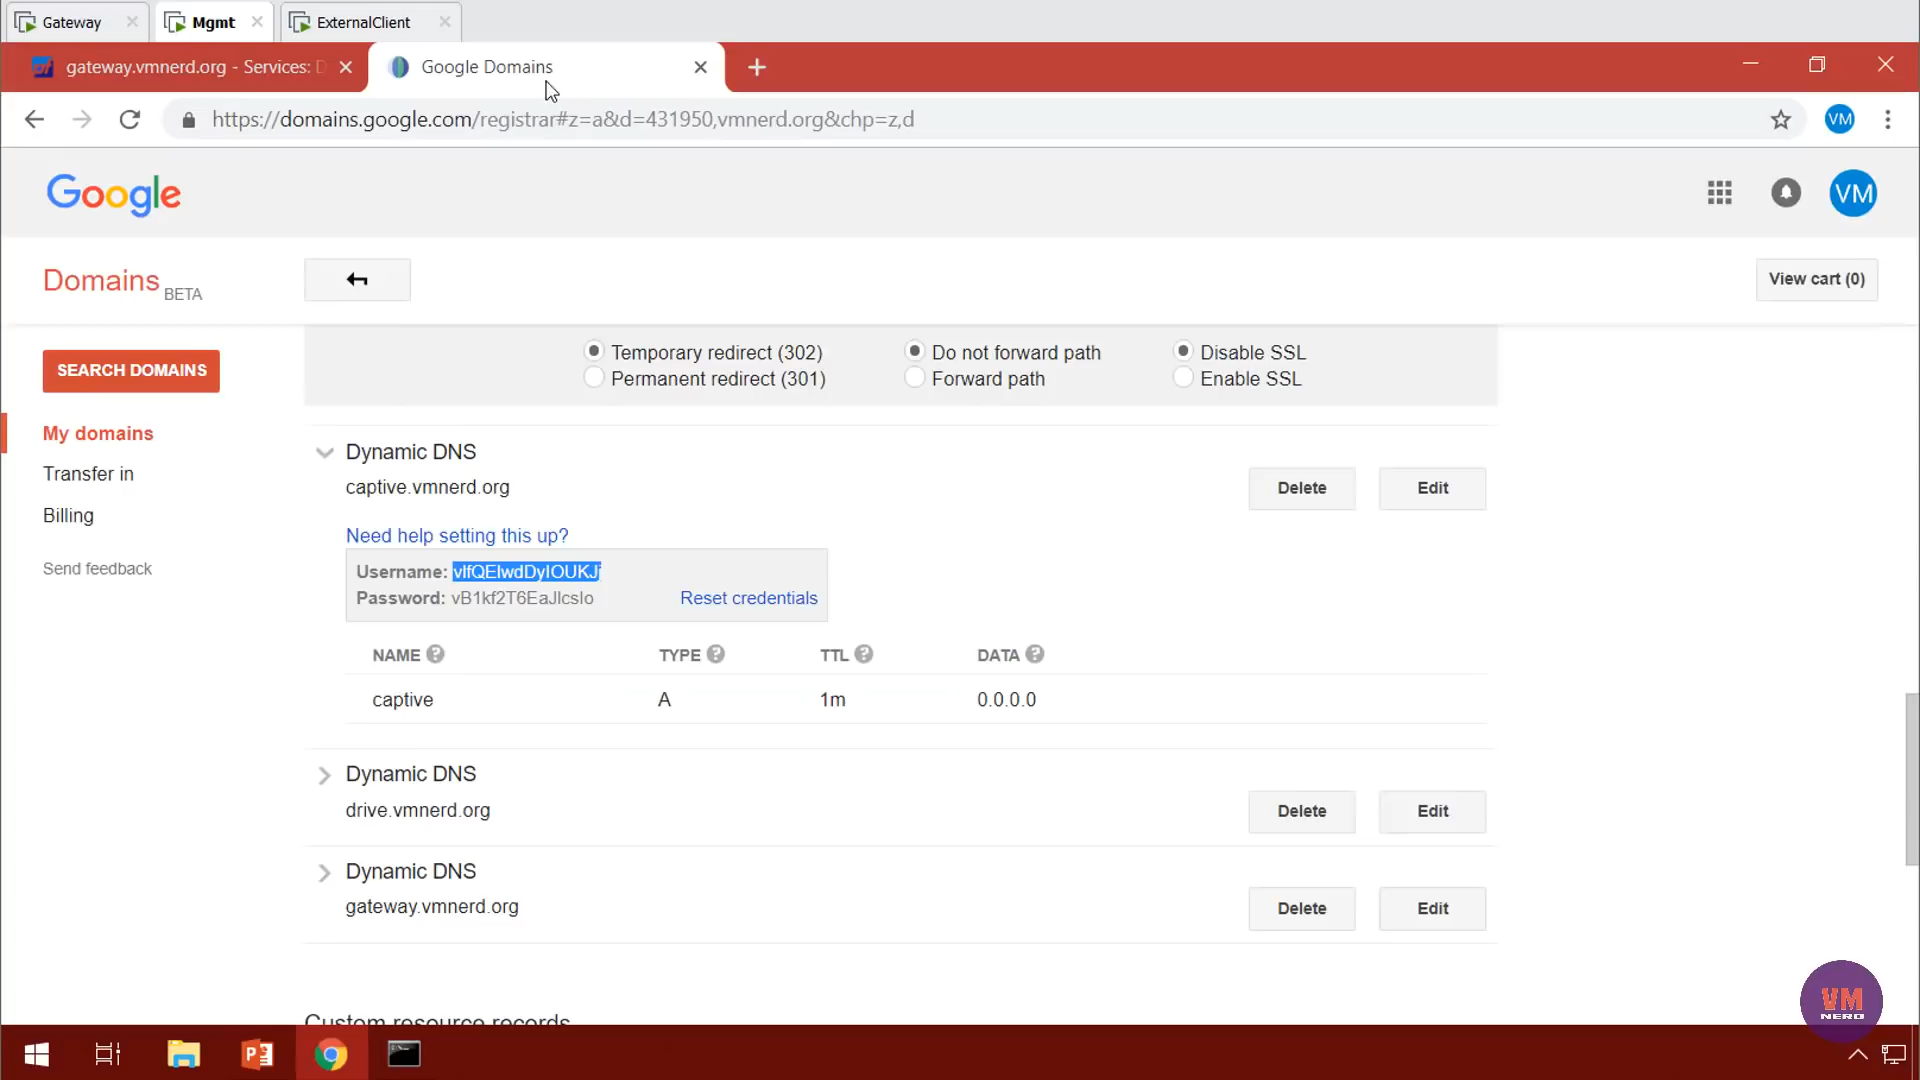 Gateway
Mgmt
ExternalClient
gateway.vmnerd.org - Services:
Google Domains
https://domains.google.com/registrar#z=a&d=431950,vmnerd.org&chp=z,d
VM
Google
VM
Domains BETA
View cart (0)
SEARCH DOMAINS
My domains
Transfer in
Billing
Send feedback
Temporary redirect (302)
Do not forward path
Disable SSL
Permanent redirect (301)
Forward path
Enable SSL
Dynamic DNS
captive.vmnerd.org
Delete
Edit
Need help setting this up?
Username:
Password:
Reset credentials
NAME ?
TYPE ?
TTL ?
DATA ?
captive
A
1m
0.0.0.0
Dynamic DNS
drive.vmnerd.org
Delete
Edit
Dynamic DNS
gateway.vmnerd.org
Delete
Edit
Custom resource records
VM
NERD